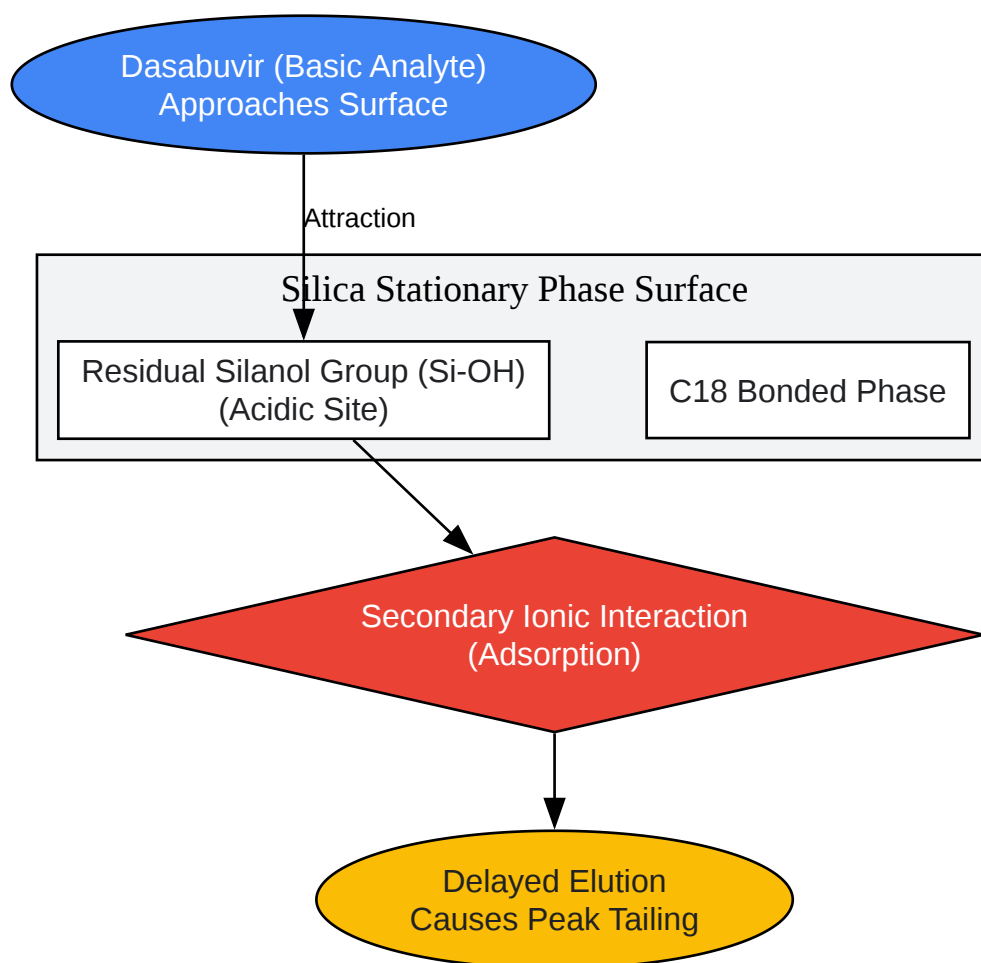 Dasabuvir (Basic Analyte)
Approaches Surface
Attraction
Silica Stationary Phase Surface
Residual Silanol Group (Si-OH)
(Acidic Site)
C18 Bonded Phase
Secondary Ionic Interaction
(Adsorption)
Delayed Elution
Causes Peak Tailing